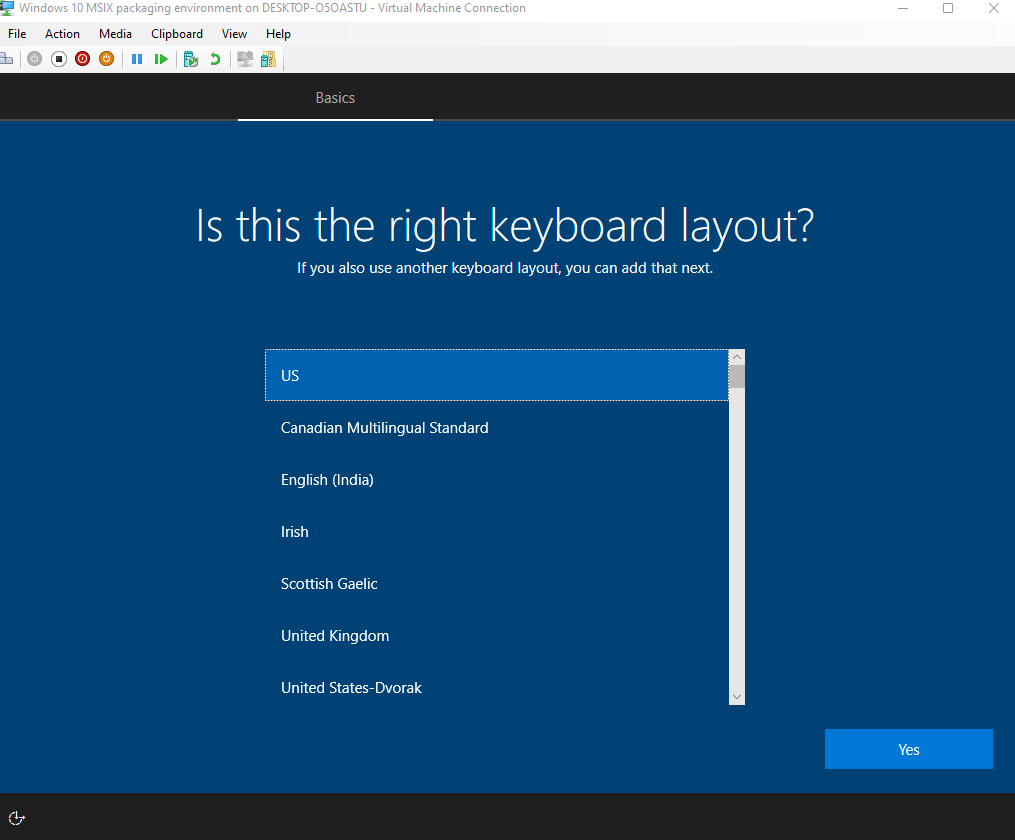 Windows 10 MSIX packaging environment on DESKTOP-O5OASTU - Virtual Machine Connection
File Action Media Clipboard View Help
Basics
Is this the right keyboard layout?
If you also use another keyboard layout, you can add that next.
US
Canadian Multilingual Standard
English (India)
Irish
Scottish Gaelic
United Kingdom
United States-Dvorak
Yes